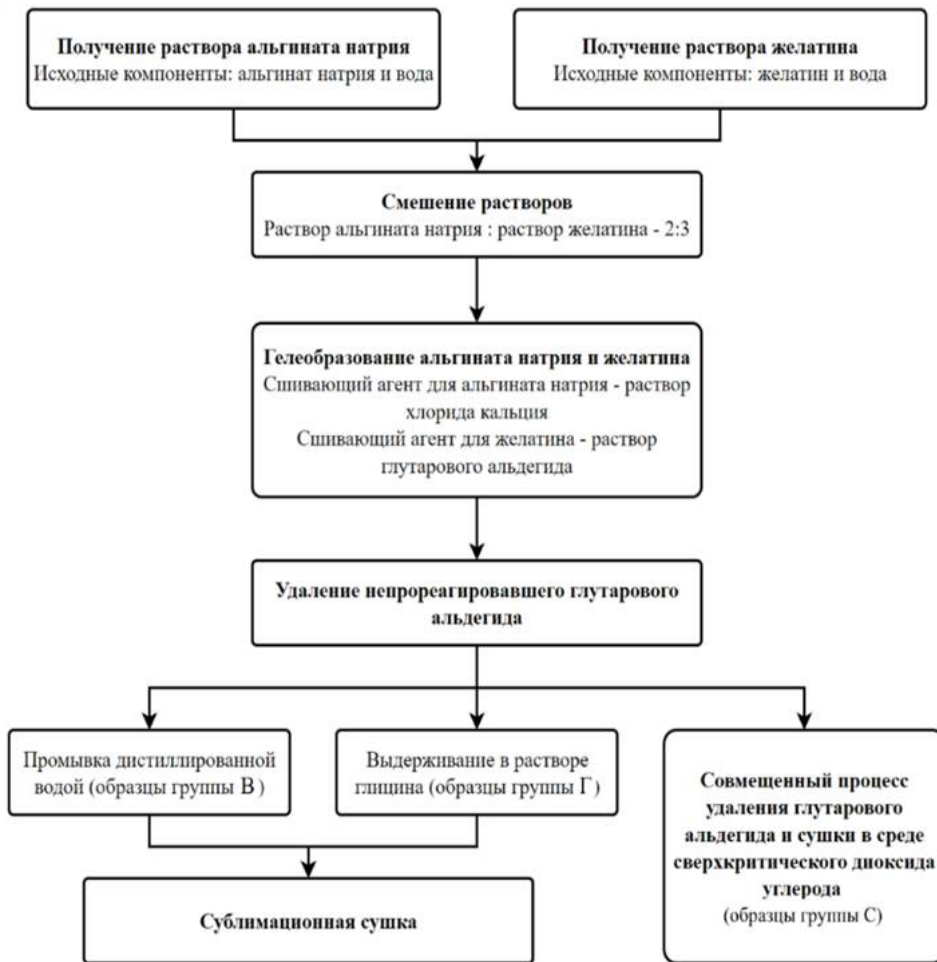 Получение раствора альгината натрия
Исходные компоненты: альгинат натрия и вода
Получение раствора желатина
Исходные компоненты: желатин и вода
Смешение растворов
Раствор альгината натрия : раствор желатина - 2:3
Гелеобразование альгината натрия и желатина
Сшивающий агент для альгината натрия - раствор
хлорида кальция
Сшивающий агент для желатина - раствор
глутарового альдегида
Удаление непрореагировавшего глутарового
альдегида
Промывка дистиллированной
водой (образцы группы В )
Выдерживание в растворе
глицина (образцы группы Г)
Совмещенный процесс
удаления глутарового
альдегида и сушки в среде
сверхкритического диоксида
углерода
(образцы группы С)
Сублимационная сушка